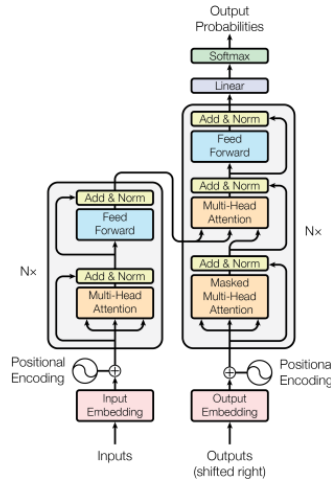 Output
Probabilities
Softmax
Linear
Add & Norm
Feed
Forward
Add & Norm
Multi-Head
Attention
Nx
Add & Norm
Masked
Multi-Head
Attention
Positional
Encoding
Output
Embedding
Outputs
(shifted right)
Add & Norm
Feed
Forward
Nx
Add & Norm
Multi-Head
Attention
Positional
Encoding
Input
Embedding
Inputs